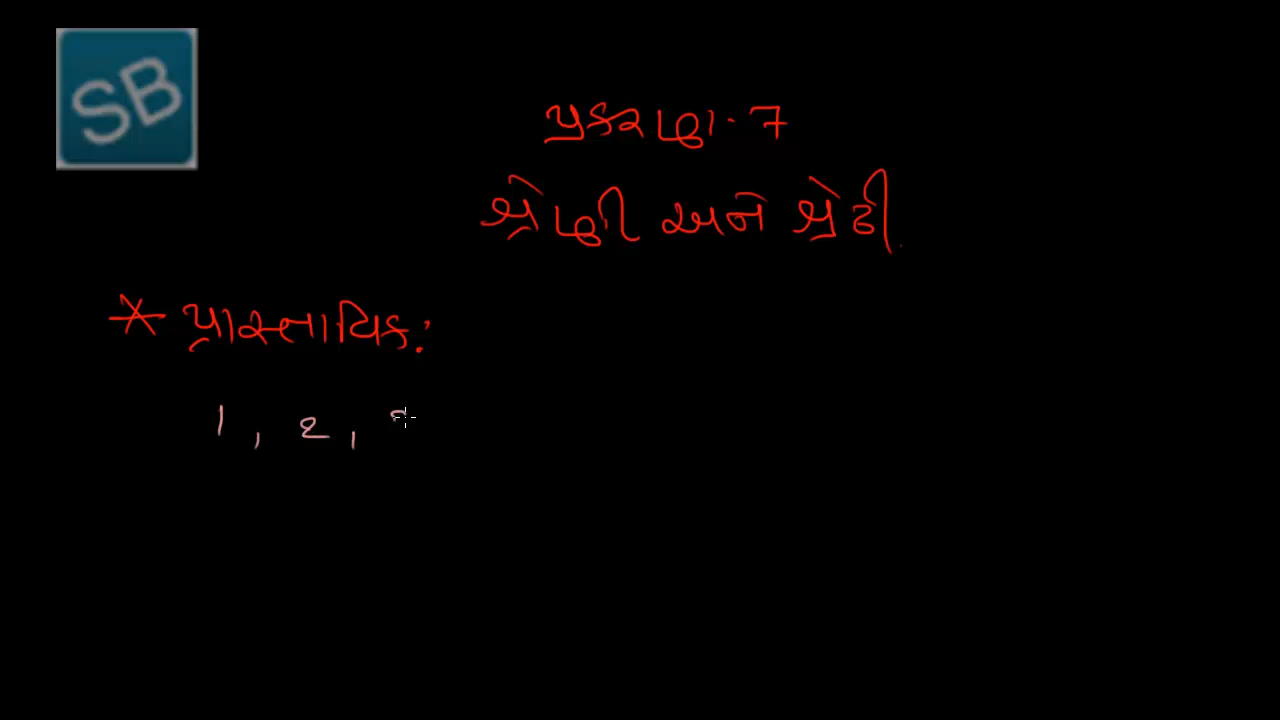 SB
પ્રકરણ. 7
શ્રેણી અને શ્રેઢી.
* પ્રાસ્તાવિક:
1, 2,